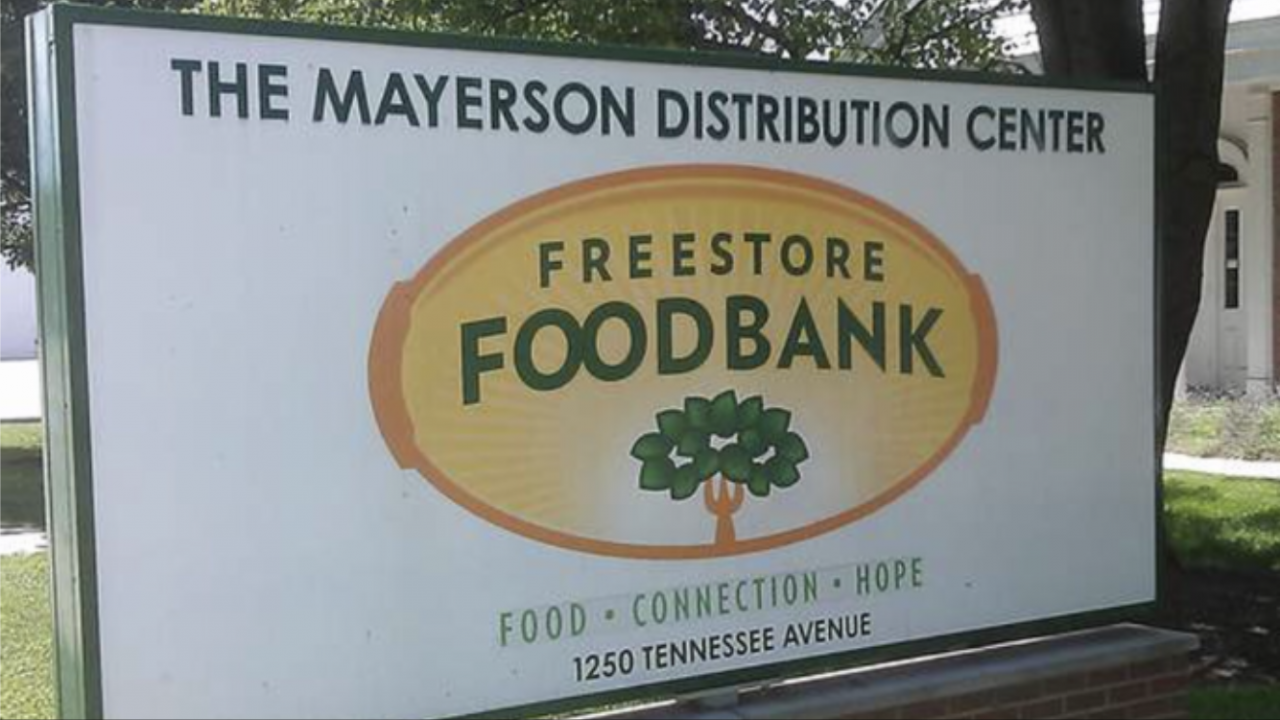 THE MAYERSON DISTRIBUTION CENTER
FREESTORE
FOODBANK
FOOD • CONNECTION • HOPE
1250 TENNESSEE AVENUE